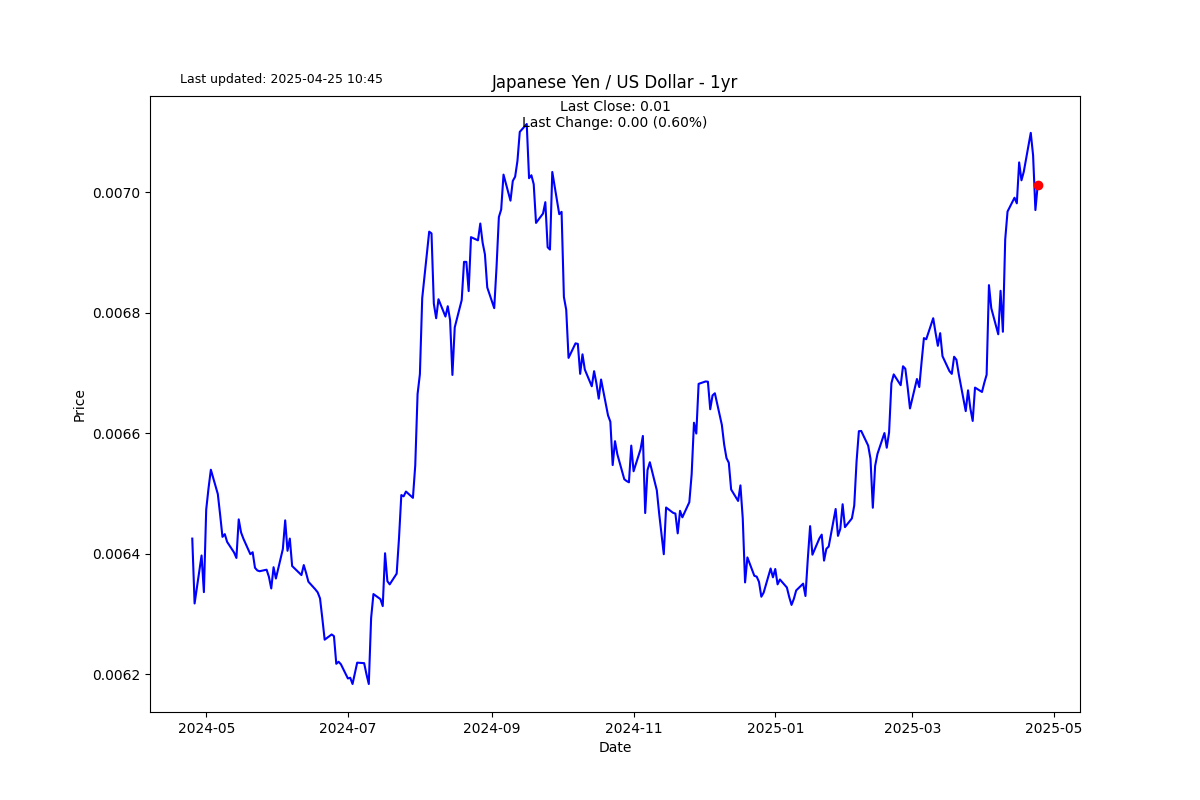 Last updated: 2025-04-25 10:45
Japanese Yen / US Dollar - 1yr
Last Close: 0.01
Last Change: 0.00 (0.60%)
Price
0.0070
0.0068
0.0066
0.0064
0.0062
2024-05
2024-07
2024-09
2024-11
2025-01
2025-03
2025-05
Date